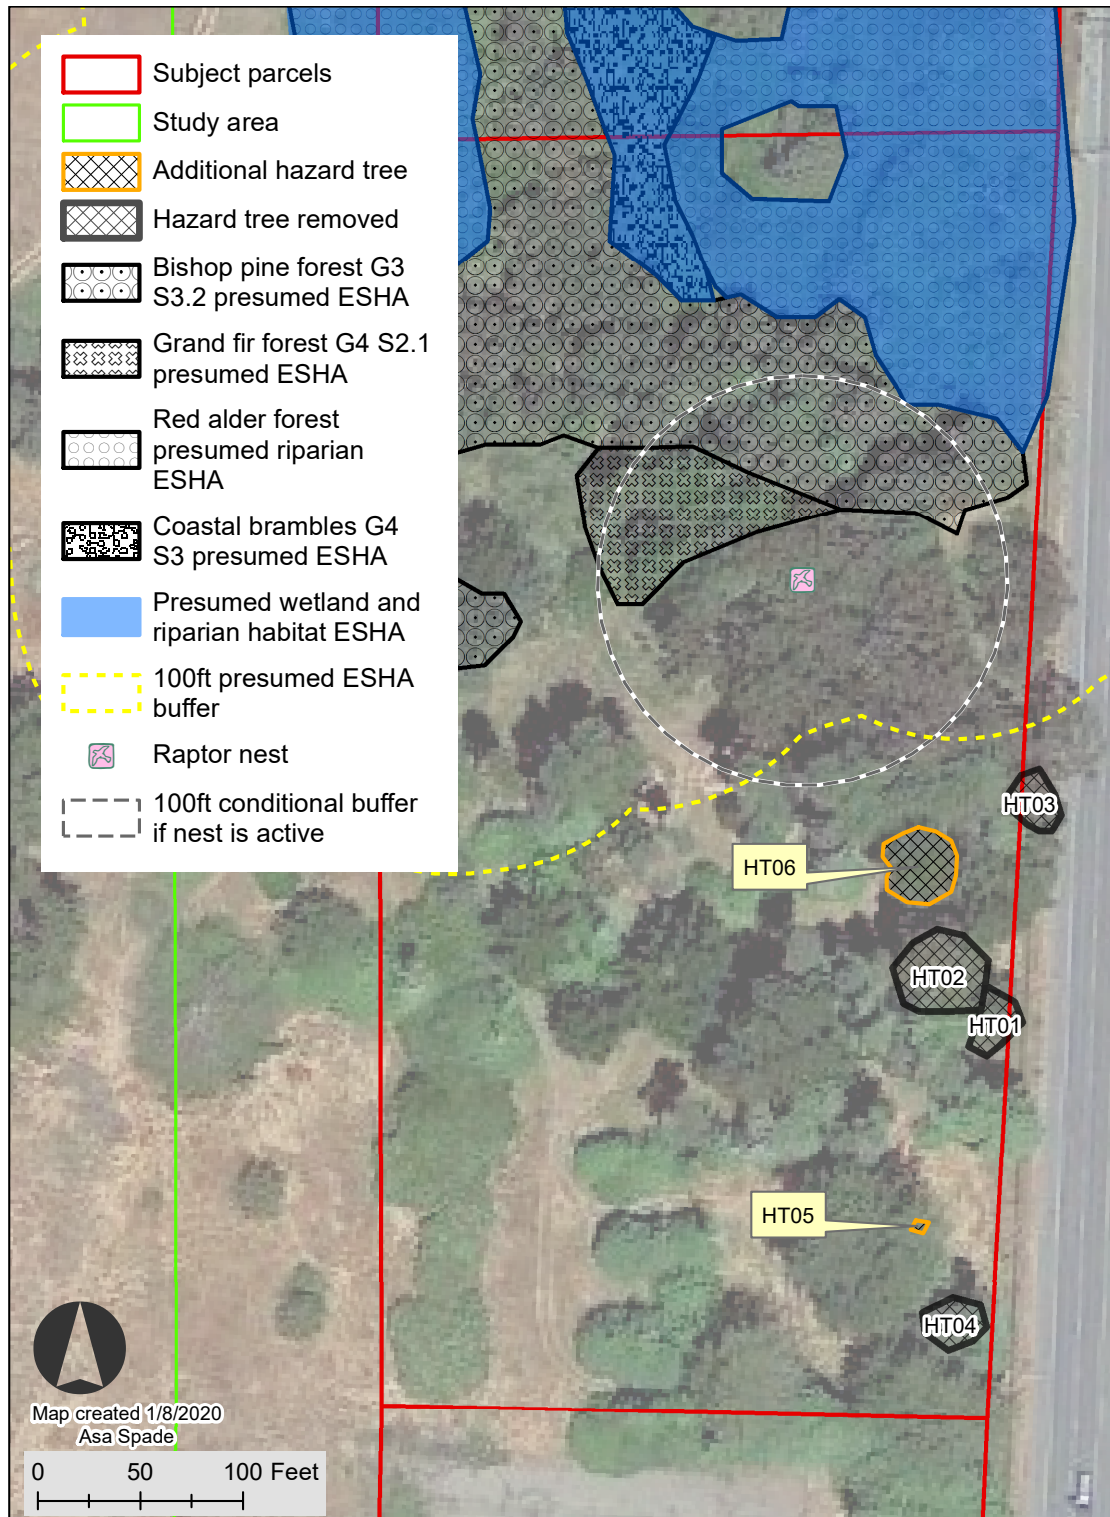 Subject parcels
Study area
Additional hazard tree
Hazard tree removed
Bishop pine forest G3
S3.2 presumed ESHA
Grand fir forest G4 S2.1
presumed ESHA
Red alder forest
presumed riparian
ESHA
Coastal brambles G4
S3 presumed ESHA
Presumed wetland and
riparian habitat ESHA
100ft presumed ESHA
buffer
Raptor nest
100ft conditional buffer
if nest is active
HT03
HT06
HT02
HT01
HT05
HT04
Map created 1/8/2020
Asa Spade
0 50 100 Feet